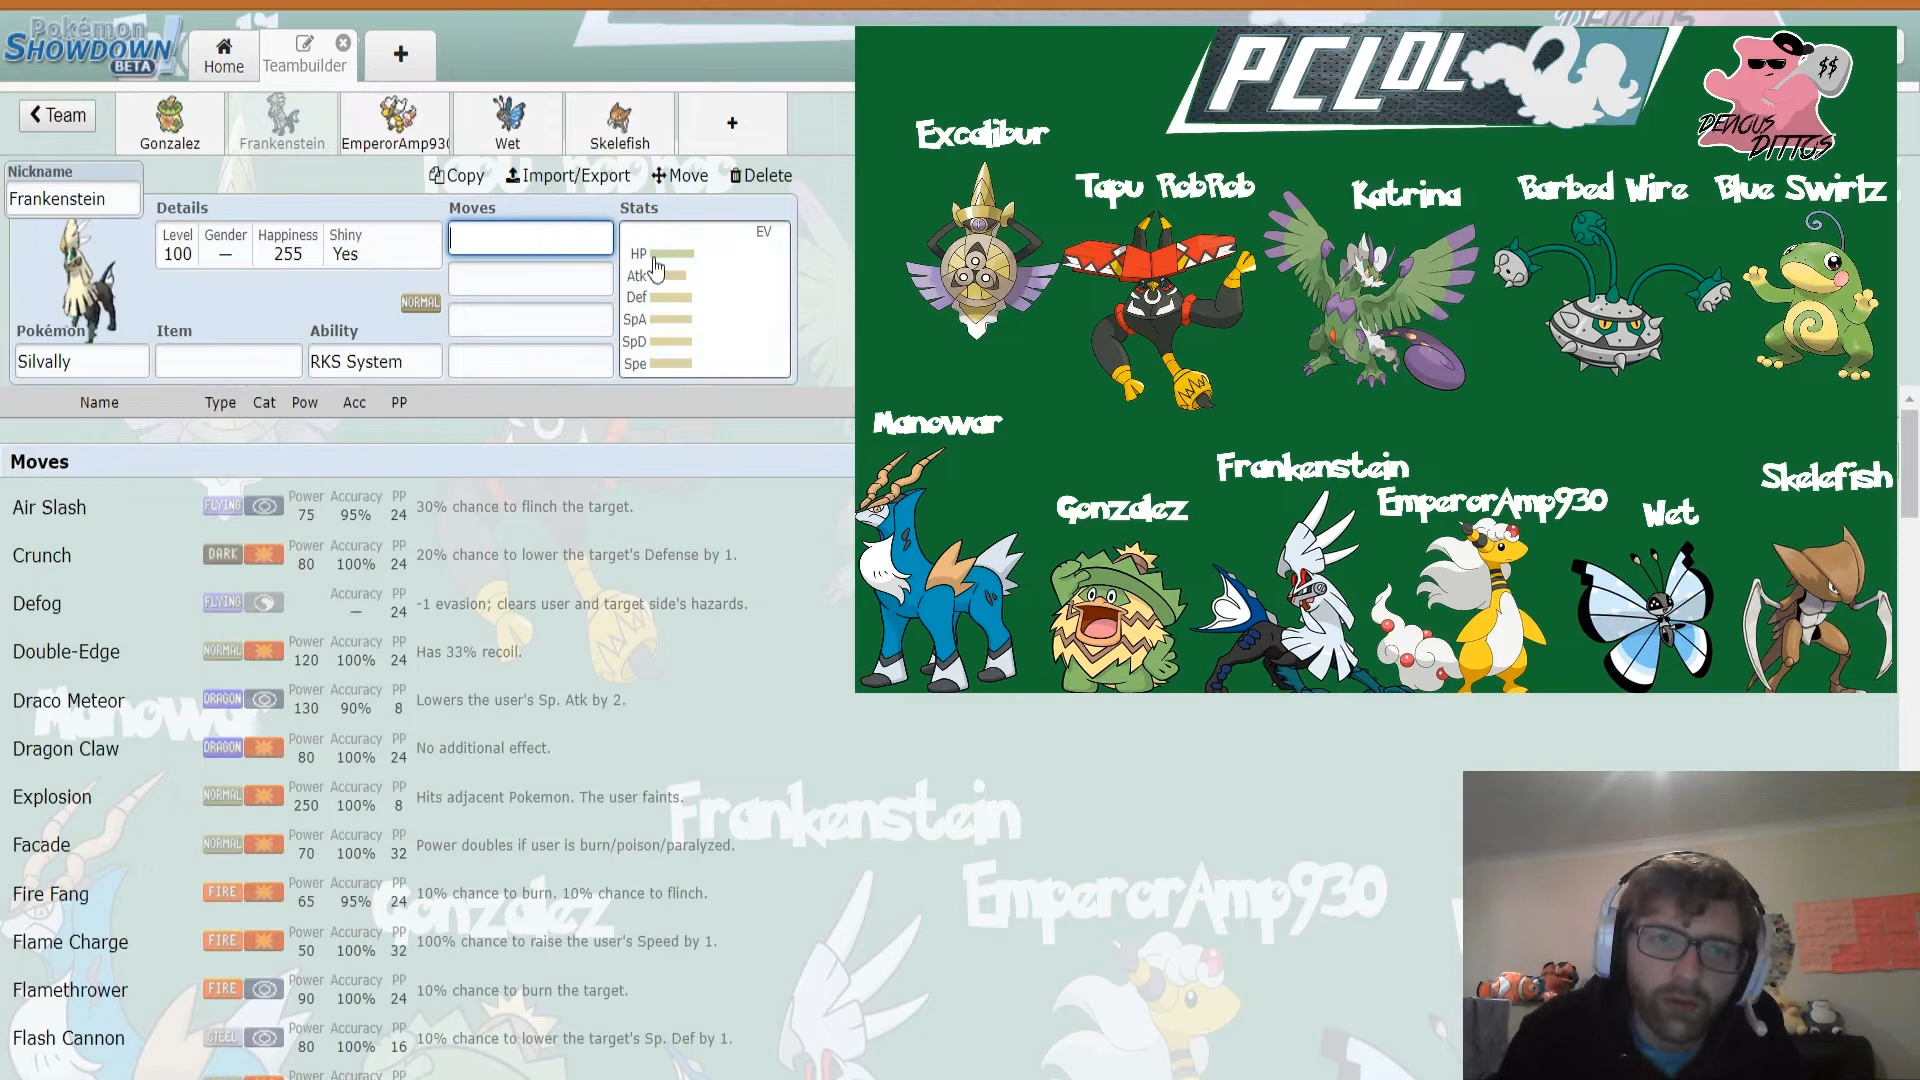 Pokémon
SHOWDOWN!
BETA
Home
Teambuilder
+
Team
Gonzalez
Frankenstein
EmperorAmp930
Wet
Skelefish
+
Nickname
Frankenstein
Copy
Import/Export
Move
Delete
Details
Moves
Stats
Level
Gender
Happiness
Shiny
100
—
255
Yes
EV
HP
Atk
Def
SpA
SpD
Spe
NORMAL
Pokémon
Item
Ability
Silvally
RKS System
Name Type Cat Pow Acc PP
Moves
Air Slash FLYING Power 75 Accuracy 95% PP 24 30% chance to flinch the target.
Crunch DARK Power 80 Accuracy 100% PP 24 20% chance to lower the target's Defense by 1.
Defog FLYING Accuracy — PP 24 -1 evasion; clears user and target side's hazards.
Double-Edge NORMAL Power 120 Accuracy 100% PP 24 Has 33% recoil.
Draco Meteor DRAGON Power 130 Accuracy 90% PP 8 Lowers the user's Sp. Atk by 2.
Dragon Claw DRAGON Power 80 Accuracy 100% PP 24 No additional effect.
Explosion NORMAL Power 250 Accuracy 100% PP 8 Hits adjacent Pokemon. The user faints.
Facade NORMAL Power 70 Accuracy 100% PP 32 Power doubles if user is burn/poison/paralyzed.
Fire Fang FIRE Power 65 Accuracy 95% PP 24 10% chance to burn. 10% chance to flinch.
Flame Charge FIRE Power 50 Accuracy 100% PP 32 100% chance to raise the user's Speed by 1.
Flamethrower FIRE Power 90 Accuracy 100% PP 24 10% chance to burn the target.
Flash Cannon STEEL Power 80 Accuracy 100% PP 16 10% chance to lower the target's Sp. Def by 1.
Power Accuracy PP
PCLOL
$$
DEVIOUS
DITTOS
Excalibur
Tapu RobRob
Katrina
Barbed Wire
Blue Swirlz
Manowar
Gonzalez
Frankenstein
EmperorAmp930
Wet
Skelefish
Manowar
Frankenstein
Gonzalez
EmperorAmp930